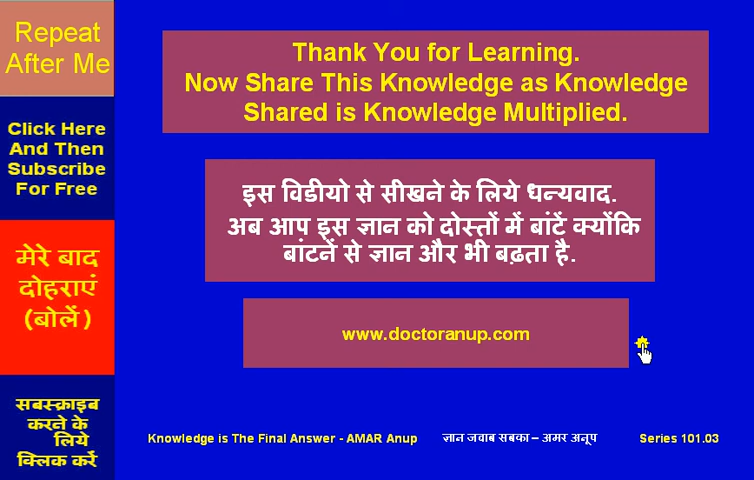 Repeat
After Me
Click Here
And Then
Subscribe
For Free
मेरे बाद
दोहराएं
(बोलें)
सबस्क्राइब
करने के
लिये
क्लिक करें
Thank You for Learning.
Now Share This Knowledge as Knowledge
Shared is Knowledge Multiplied.
इस विडीयो से सीखने के लिये धन्यवाद.
अब आप इस ज्ञान को दोस्तों में बांटें क्योंकि
बांटनें से ज्ञान और भी बढ़ता है.
www.doctoranup.com
Knowledge is The Final Answer - AMAR Anup ज्ञान जवाब सबका – अमर अनूप Series 101.03